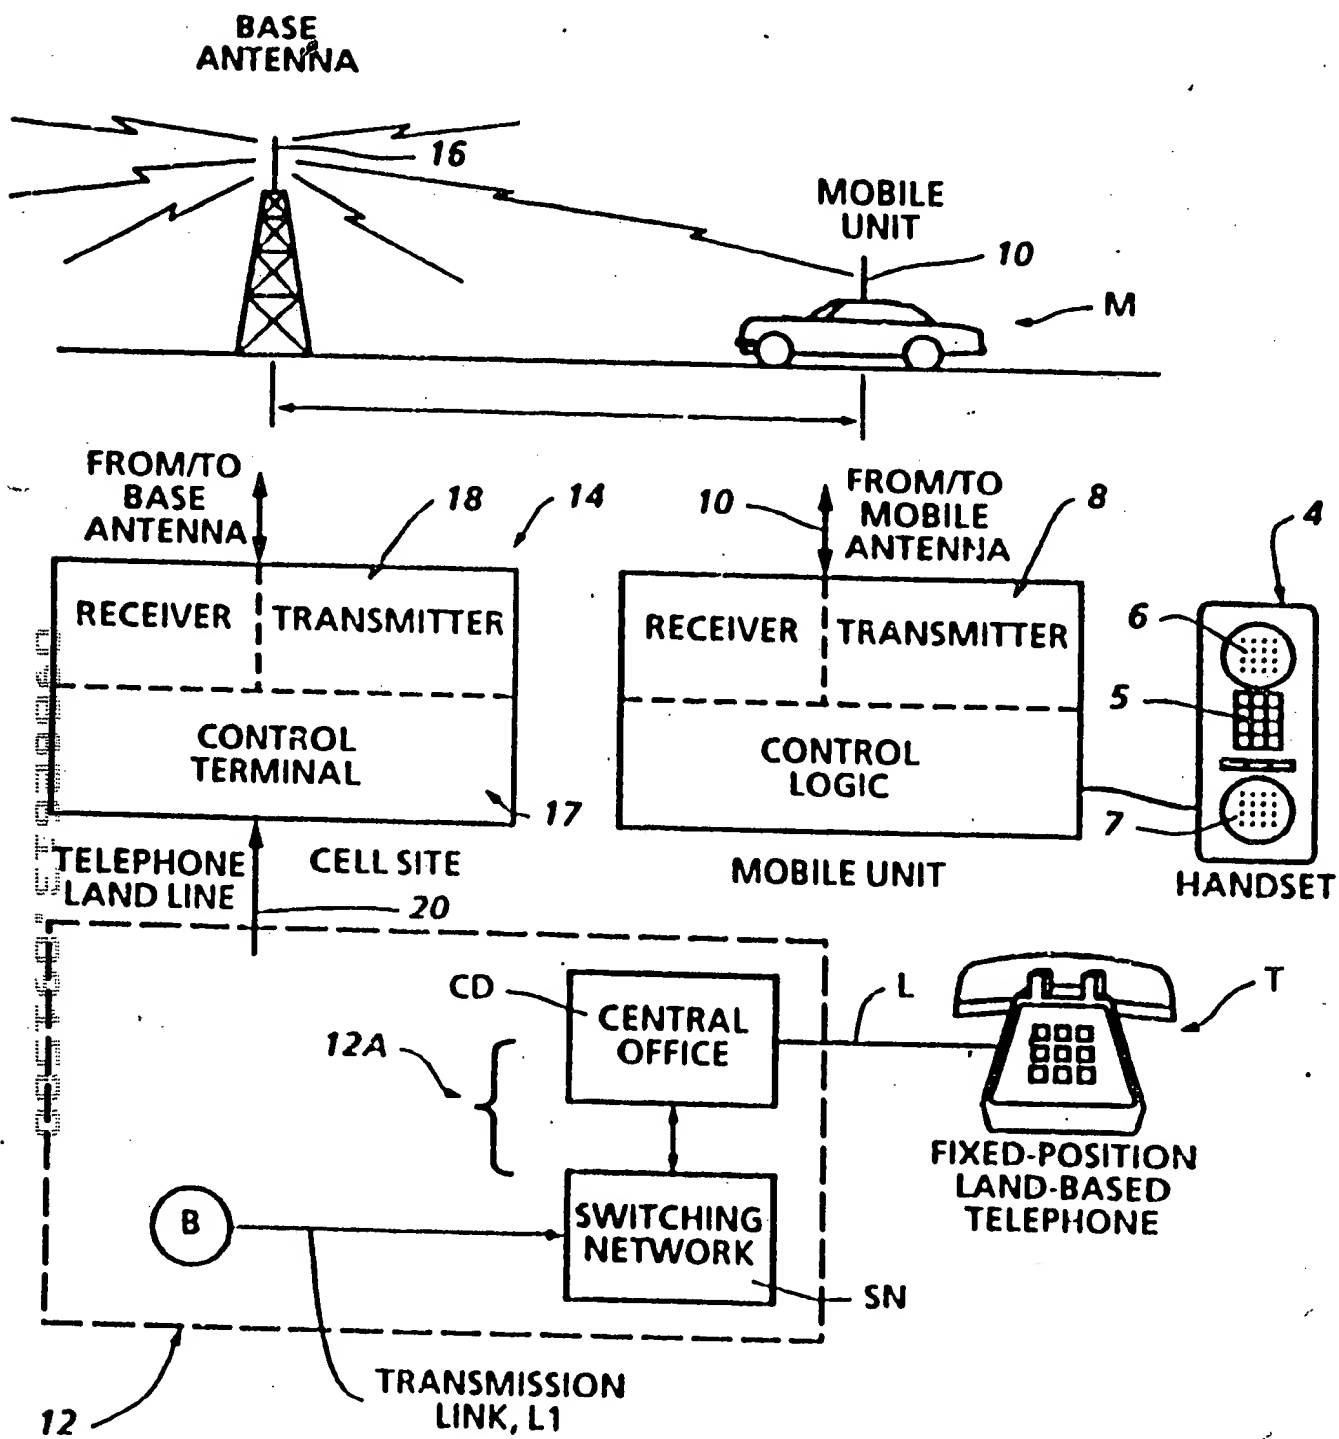 BASE
ANTENNA
16
MOBILE
UNIT
10
M
FROM/TO
BASE
ANTENNA
18
14
10
FROM/TO
MOBILE
ANTENNA
8
4
RECEIVER
TRANSMITTER
RECEIVER
TRANSMITTER
6
5
CONTROL
TERMINAL
17
CONTROL
LOGIC
7
TELEPHONE
LAND LINE
CELL SITE
20
MOBILE UNIT
HANDSET
CD
CENTRAL
OFFICE
L
T
12A
FIXED-POSITION
LAND-BASED
TELEPHONE
B
SWITCHING
NETWORK
SN
12
TRANSMISSION
LINK, L1